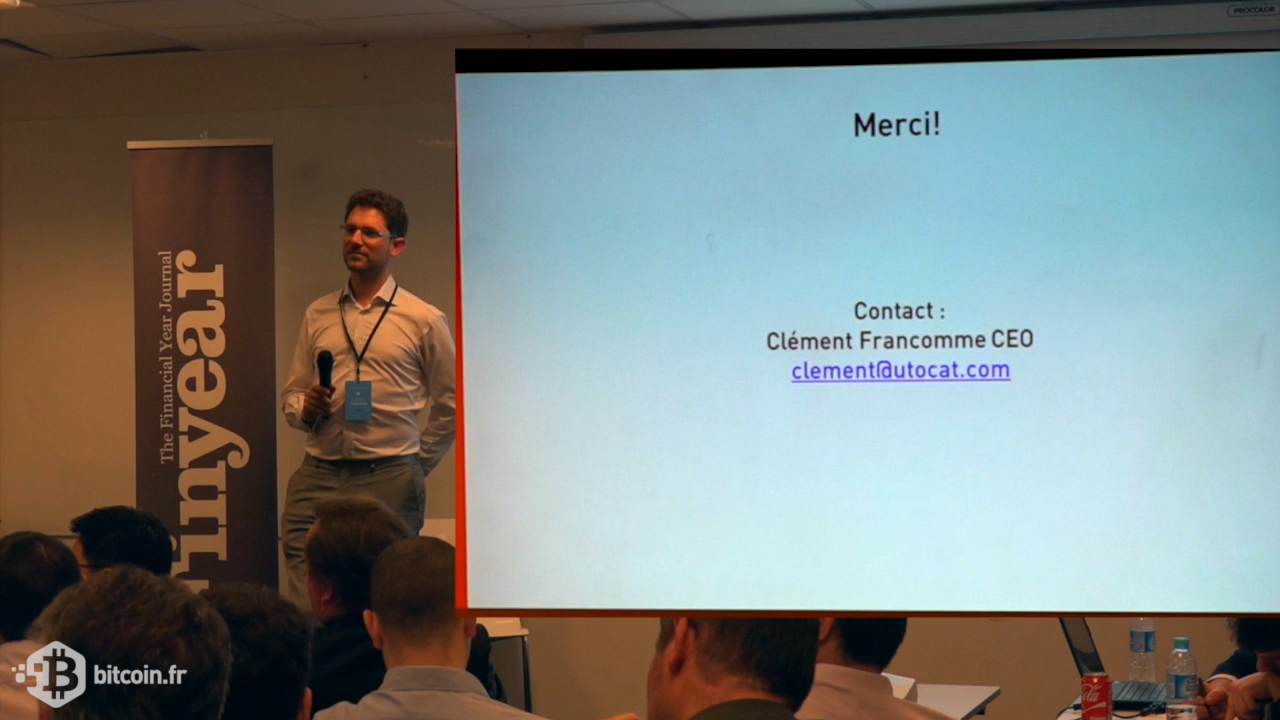 PROCOLOR
Merci!
Contact :
Clément Francomme CEO
clement@utocat.com
The Financial Year Journal
Finyear
bitcoin.fr